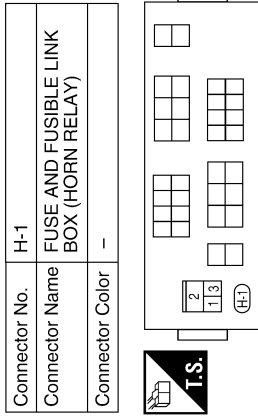 Connector No. H-1
Connector Name FUSE AND FUSIBLE LINK
BOX (HORN RELAY)
Connector Color –
T.S.
2
1 3
H-1